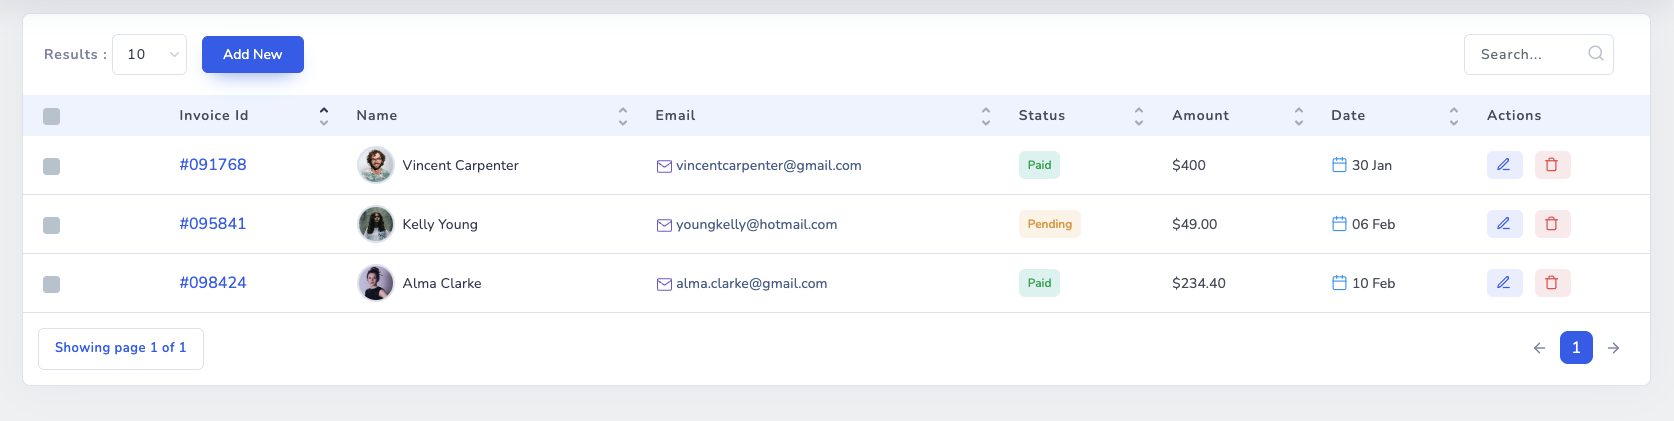 Results : 10 Add New Search...
Invoice Id Name Email Status Amount Date Actions
#091768 Vincent Carpenter vincentcarpenter@gmail.com Paid $400 30 Jan
#095841 Kelly Young youngkelly@hotmail.com Pending $49.00 06 Feb
#098424 Alma Clarke alma.clarke@gmail.com Paid $234.40 10 Feb
Showing page 1 of 1 1